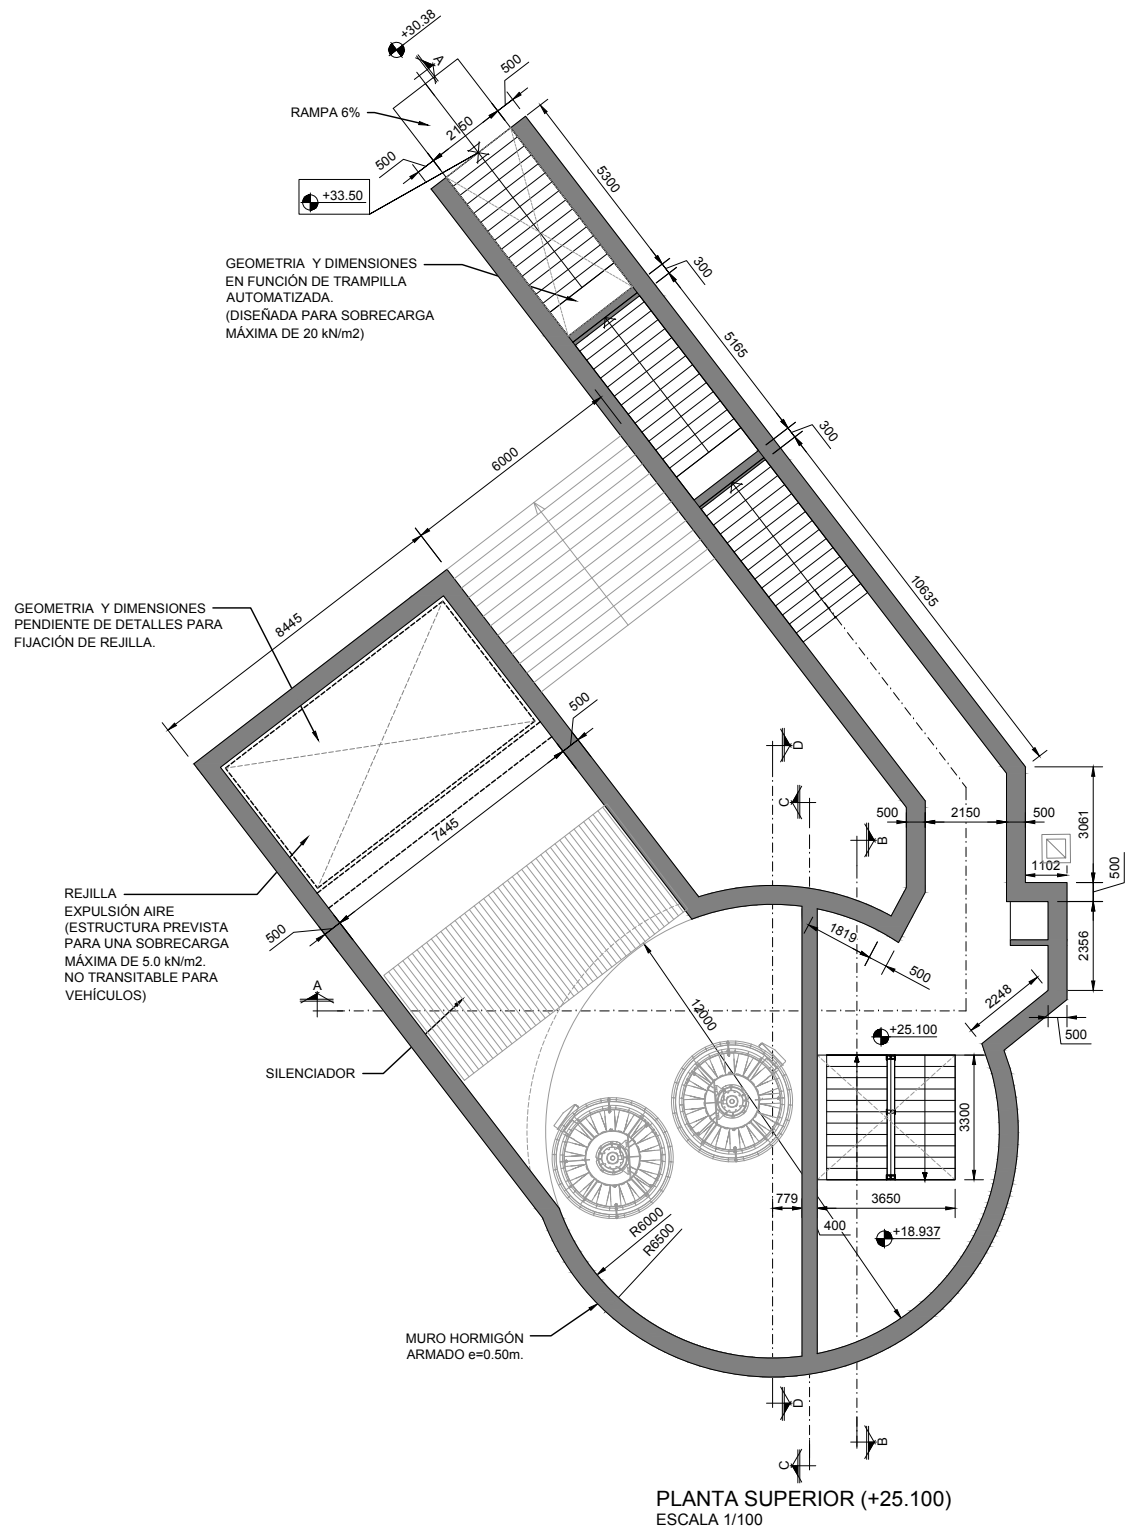 +30.38
A
500
RAMPA 6%
2150
500
+33.50
5300
GEOMETRIA Y DIMENSIONES
EN FUNCIÓN DE TRAMPILLA
AUTOMATIZADA.
(DISEÑADA PARA SOBRECARGA
MÁXIMA DE 20 kN/m2)
300
5165
300
6000
10635
GEOMETRIA Y DIMENSIONES
PENDIENTE DE DETALLES PARA
FIJACIÓN DE REJILLA.
8445
500
D
C
B
7445
500
2150
500
3061
1102
500
REJILLA
EXPULSIÓN AIRE
(ESTRUCTURA PREVISTA
PARA UNA SOBRECARGA
MÁXIMA DE 5.0 kN/m2.
NO TRANSITABLE PARA
VEHÍCULOS)
500
1819
500
2356
A
12000
2248
500
+25.100
SILENCIADOR
3300
779
3650
400
+18.937
R6000
R6500
MURO HORMIGÓN
ARMADO e=0.50m.
D
B
C
PLANTA SUPERIOR (+25.100)
ESCALA 1/100